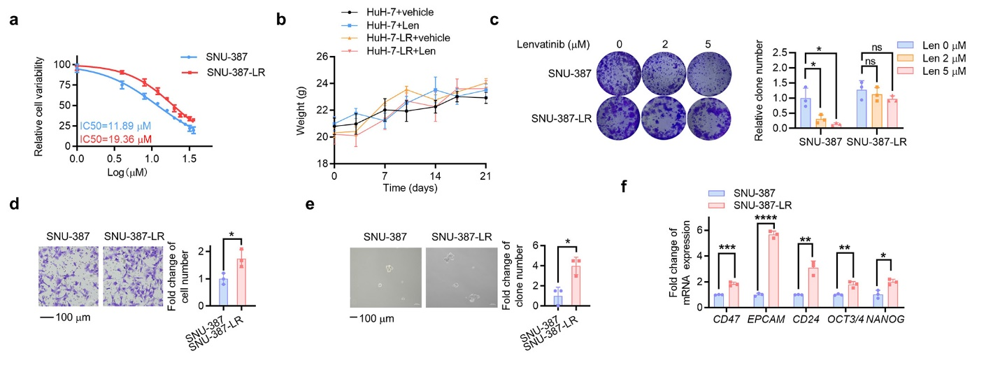 a
SNU-387
SNU-387-LR
Relative cell variability
100
75
50
25
0
IC50=11.89 μM
IC50=19.36 μM
0.0 0.5 1.0 1.5
Log (μM)
b
HuH-7+vehicle
HuH-7+Len
HuH-7-LR+vehicle
HuH-7-LR+Len
Weight (g)
26
24
22
20
18
0 7 14 21
Time (days)
c
Lenvatinib (μM) 0 2 5
SNU-387
SNU-387-LR
Relative clone number
2.5
2.0
1.5
1.0
0.5
0.0
*
*
ns
ns
Len 0 μM
Len 2 μM
Len 5 μM
SNU-387 SNU-387-LR
d
SNU-387 SNU-387-LR
100 μm
Fold change of
cell number
2
1
0
*
SNU-387
SNU-387-LR
e
SNU-387 SNU-387-LR
100 μm
Fold change of
clone number
6
4
2
0
*
SNU-387
SNU-387-LR
f
SNU-387
SNU-387-LR
Fold change of
mRNA expression
6
4
2
0
*** **** ** ** *
CD47 EPCAM CD24 OCT3/4 NANOG